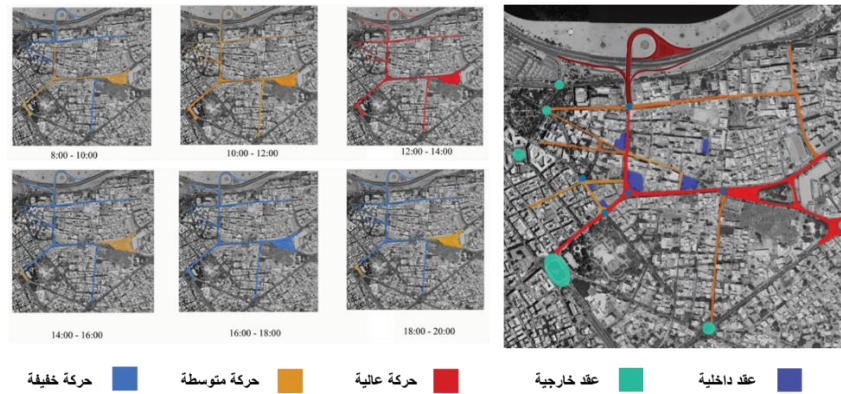 8:00 - 10:00
10:00 - 12:00
12:00 - 14:00
14:00 - 16:00
16:00 - 18:00
18:00 - 20:00
عقد داخلية
عقد خارجية
حركة عالية
حركة متوسطة
حركة خفيفة